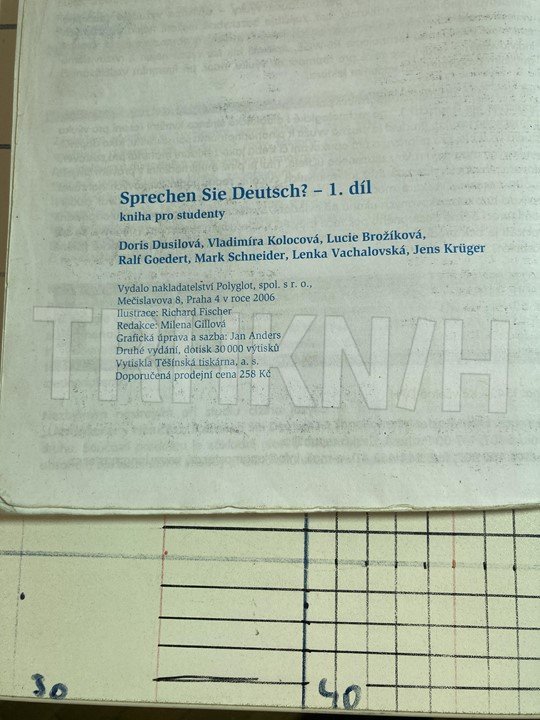 Sprechen Sie Deutsch? – 1. díl
kniha pro studenty
Doris Dusilová, Vladimíra Kolocová, Lucie Brožíková,
Ralf Goedert, Mark Schneider, Lenka Vachalovská, Jens Krüger
Vydalo nakladatelství Polyglot, spol. s r. o.,
Mečislavova 8, Praha 4 v roce 2006
Ilustrace: Richard Fischer
Redakce: Milena Gillová
Grafická úprava a sazba: Jan Anders
Druhé vydání, dotisk 30 000 výtisků
Vytiskla Těšínská tiskárna, a. s.
Doporučená prodejní cena 258 Kč
TRHKN/H
30
40